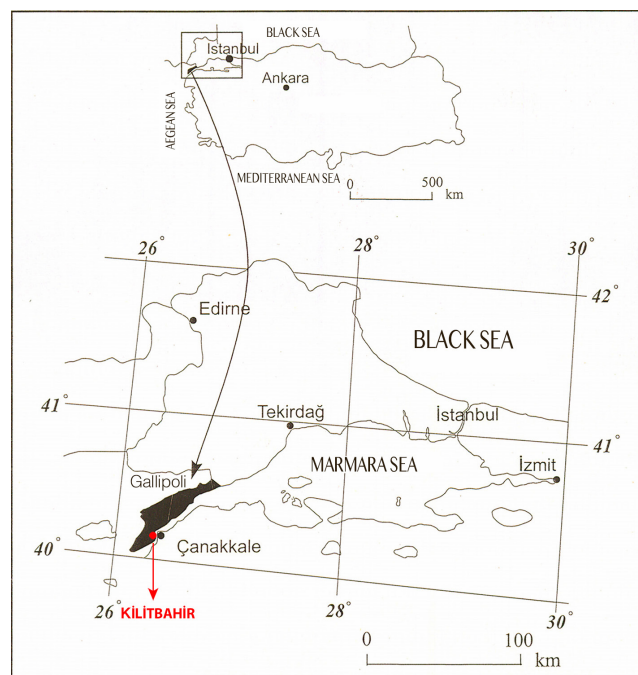 BLACK SEA
İstanbul
Ankara
AEGEAN SEA
MEDITERRANEAN SEA
0 500
km
26° 28° 30°
42°
Edirne
BLACK SEA
41°
Tekirdağ
İstanbul
41°
MARMARA SEA
İzmit
Gallipoli
Çanakkale
40°
KİLİTBAHİR
26° 28° 30°
0 100
km